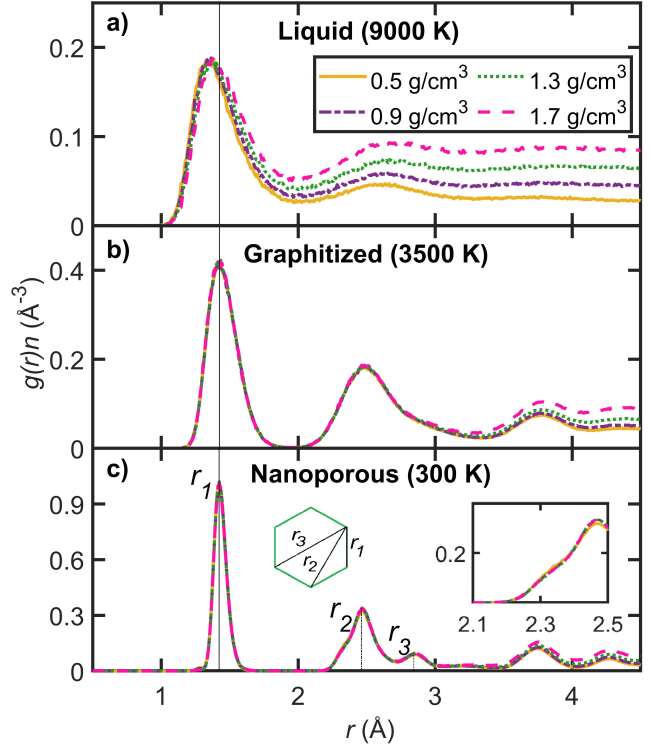 a) Liquid (9000 K)
0.5 g/cm³ 1.3 g/cm³
0.9 g/cm³ 1.7 g/cm³
0.2
0.1
0
b) Graphitized (3500 K)
0.4
0.2
0
g(r)n (Å⁻³)
c) Nanoporous (300 K)
r₁
r₃ r₁
r₂
r₂
r₃
0.9
0.6
0.3
0
0.2
2.1 2.3 2.5
1 2 3 4
r (Å)